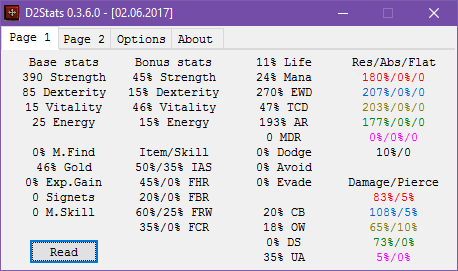 D2Stats 0.3.6.0 - [02.06.2017]
Page 1 Page 2 Options About
Base stats Bonus stats 11% Life Res/Abs/Flat
390 Strength 45% Strength 24% Mana 180%/0%/0
85 Dexterity 15% Dexterity 270% EWD 207%/0%/0
15 Vitality 46% Vitality 47% TCD 203%/0%/0
25 Energy 15% Energy 193% AR 177%/0%/0
0 MDR 0%/0%/0
0% M.Find Item/Skill 0% Dodge 10%/0
46% Gold 50%/35% IAS 0% Avoid
0% Exp.Gain 45%/0% FHR 0% Evade Damage/Pierce
0 Signets 20%/0% FBR 83%/5%
0 M.Skill 60%/25% FRW 20% CB 108%/5%
35%/0% FCR 18% OW 65%/10%
0% DS 73%/0%
Read 35% UA 5%/0%